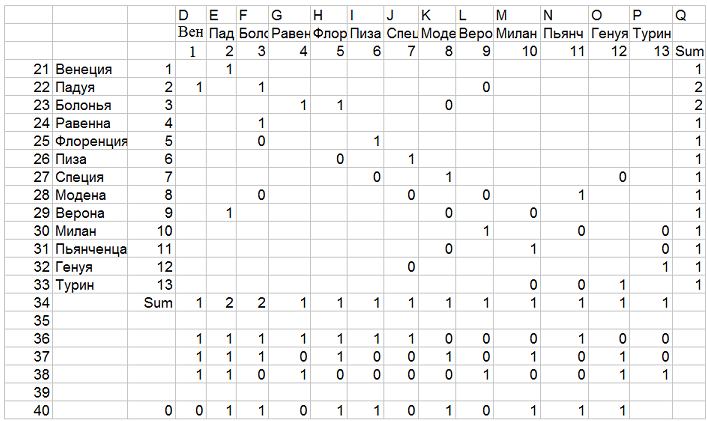 D E F G H I J K L M N O P Q
Вен Пад Боло Равен Флор Пиза Спец Моде Веро Милан Пьянч Генуя Турин
1 2 3 4 5 6 7 8 9 10 11 12 13 Sum
21 Венеция 1 1 1
22 Падуя 2 1 1 0 2
23 Болонья 3 1 1 0 2
24 Равенна 4 1 1
25 Флоренция 5 0 1 1
26 Пиза 6 0 1 1
27 Специя 7 0 1 0 1
28 Модена 8 0 0 0 1 1
29 Верона 9 1 0 0 1
30 Милан 10 1 0 0 1
31 Пьянченца 11 0 1 0 1
32 Генуя 12 0 1 1
33 Турин 13 0 0 1 1
34 Sum 1 2 2 1 1 1 1 1 1 1 1 1 1
35
36 1 1 1 1 1 1 1 0 0 0 1 0 0
37 1 1 1 0 1 0 0 1 0 1 0 1 0
38 1 1 0 1 0 0 0 0 1 0 0 1 1
39
40 0 0 1 1 0 1 1 0 1 0 1 1 1